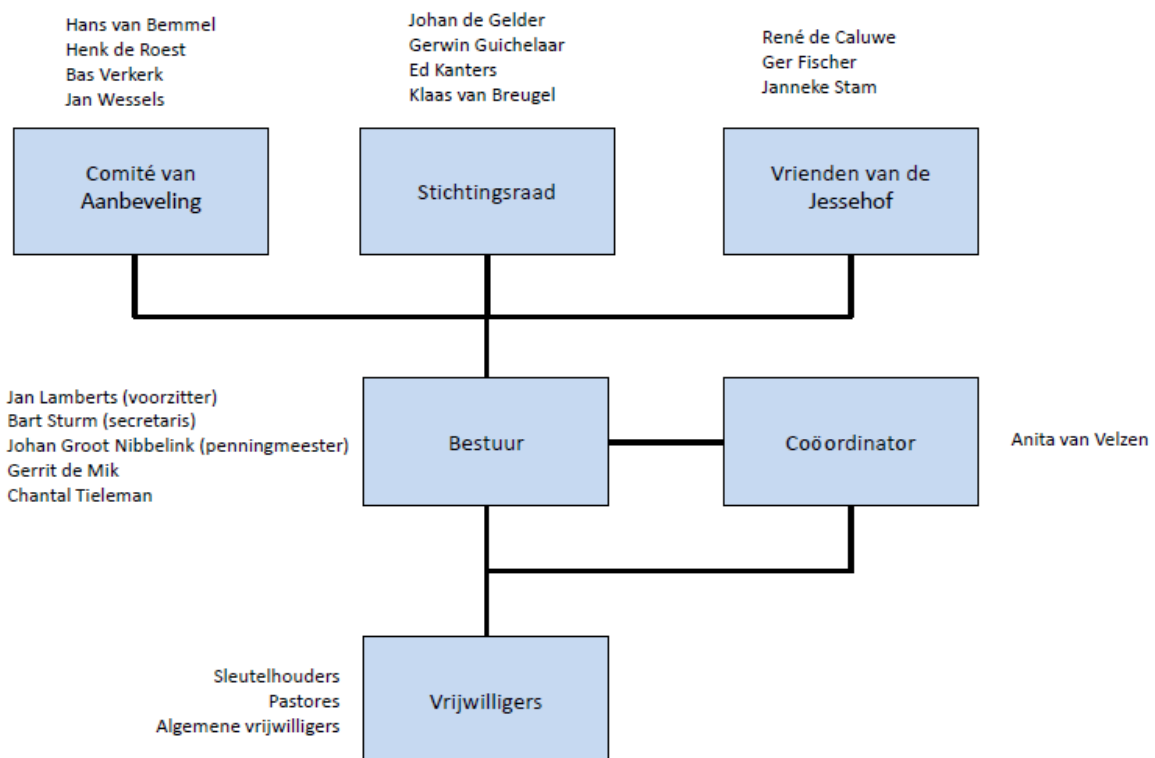 Hans van Bemmel
Henk de Roest
Bas Verkerk
Jan Wessels
Johan de Gelder
Gerwin Guichelaar
Ed Kanters
Klaas van Breugel
René de Caluwe
Ger Fischer
Janneke Stam
Comité van
Aanbeveling
Stichtingsraad
Vrienden van de
Jessehof
Jan Lamberts (voorzitter)
Bart Sturm (secretaris)
Johan Groot Nibbelink (penningmeester)
Gerrit de Mik
Chantal Tieleman
Bestuur
Coöordinator
Anita van Velzen
Sleutelhouders
Pastores
Algemene vrijwilligers
Vrijwilligers